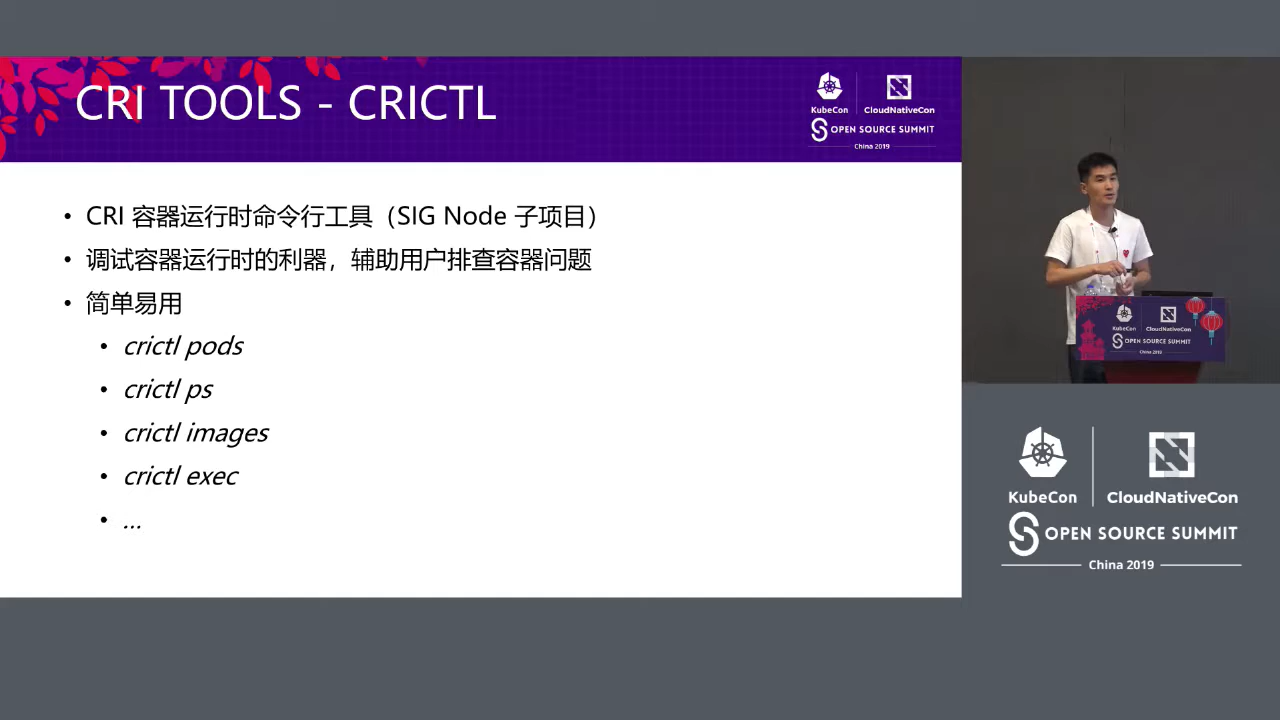 CRI TOOLS - CRICTL
KubeCon
CloudNativeCon
OPEN SOURCE SUMMIT
China 2019
• CRI 容器运行时命令行工具（SIG Node 子项目）
• 调试容器运行时的利器，辅助用户排查容器问题
• 简单易用
• crictl pods
• crictl ps
• crictl images
• crictl exec
• ...
KubeCon
CloudNativeCon
OPEN SOURCE SUMMIT
China 2019
KubeCon
CloudNativeCon
OPEN SOURCE SUMMIT
China 2019